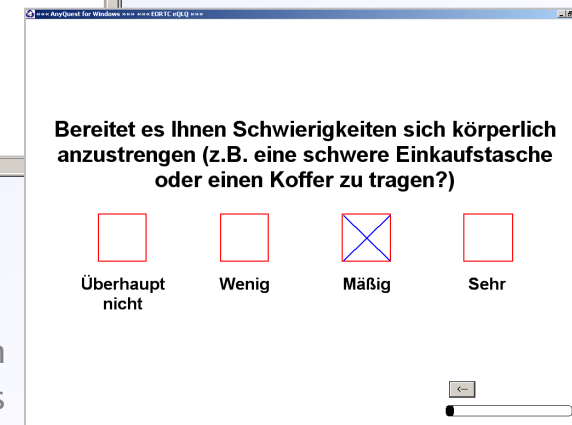 «»« AnyQuest for Windows »«» «»« EORTC eQLQ »«»
Bereitet es Ihnen Schwierigkeiten sich körperlich
anzustrengen (z.B. eine schwere Einkaufstasche
oder einen Koffer zu tragen?)
Überhaupt nicht
Wenig
Mäßig
Sehr
<--